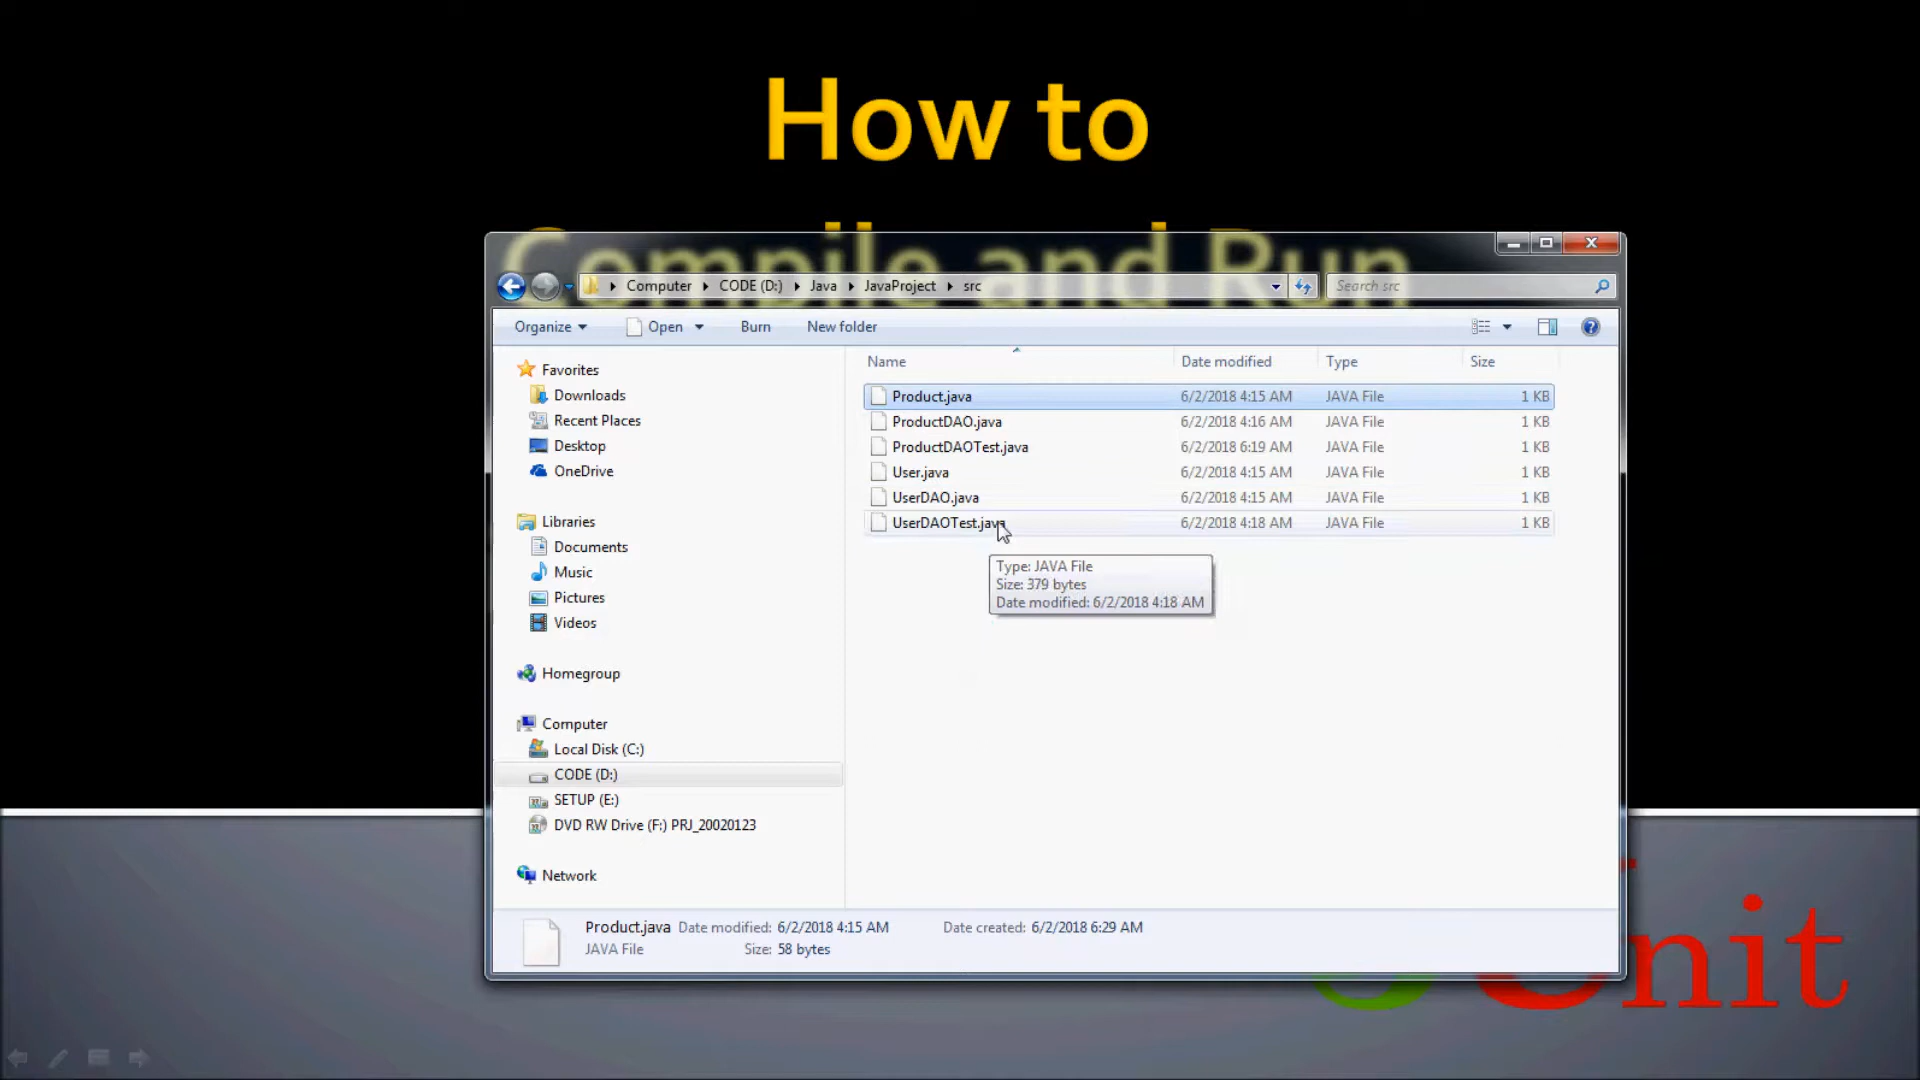 How to
Compile and Run
Computer CODE (D:) Java JavaProject src
Search src
Organize Open Burn New folder
Name Date modified Type Size
Product.java 6/2/2018 4:15 AM JAVA File 1 KB
ProductDAO.java 6/2/2018 4:16 AM JAVA File 1 KB
ProductDAOTest.java 6/2/2018 6:19 AM JAVA File 1 KB
User.java 6/2/2018 4:15 AM JAVA File 1 KB
UserDAO.java 6/2/2018 4:15 AM JAVA File 1 KB
UserDAOTest.java 6/2/2018 4:18 AM JAVA File 1 KB
Type: JAVA File
Size: 379 bytes
Date modified: 6/2/2018 4:18 AM
Favorites
Downloads
Recent Places
Desktop
OneDrive
Libraries
Documents
Music
Pictures
Videos
Homegroup
Computer
Local Disk (C:)
CODE (D:)
SETUP (E:)
DVD RW Drive (F:) PRJ_20020123
Network
Product.java Date modified: 6/2/2018 4:15 AM Date created: 6/2/2018 6:29 AM
JAVA File Size: 58 bytes
JUnit